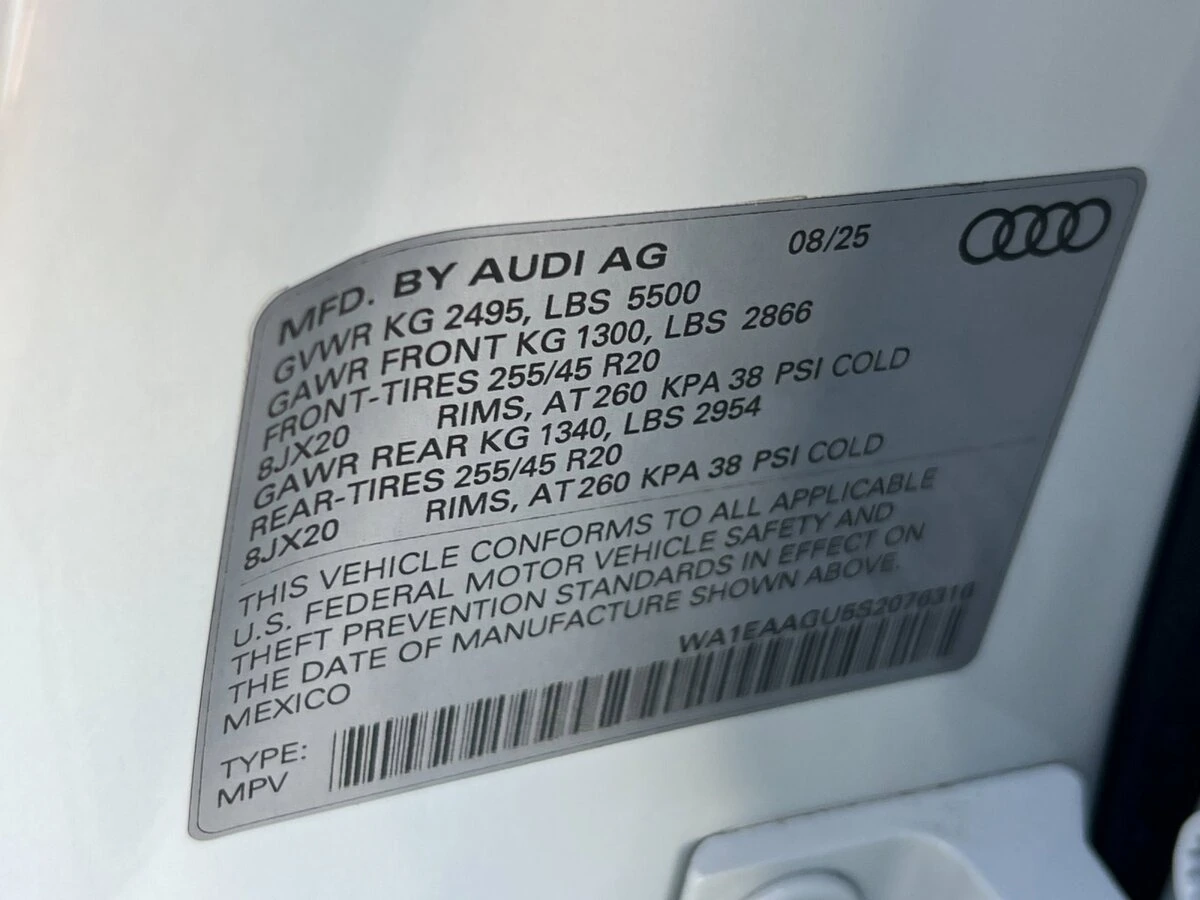 MFD. BY AUDI AG 08/25
GVWR KG 2495, LBS 5500
GAWR FRONT KG 1300, LBS 2866
FRONT-TIRES 255/45 R20
8JX20 RIMS, AT 260 KPA 38 PSI COLD
GAWR REAR KG 1340, LBS 2954
REAR-TIRES 255/45 R20
8JX20 RIMS, AT 260 KPA 38 PSI COLD
THIS VEHICLE CONFORMS TO ALL APPLICABLE
U.S. FEDERAL MOTOR VEHICLE SAFETY AND
THEFT PREVENTION STANDARDS IN EFFECT ON
THE DATE OF MANUFACTURE SHOWN ABOVE.
MEXICO
WA1EAAGU5S2076316
TYPE:
MPV